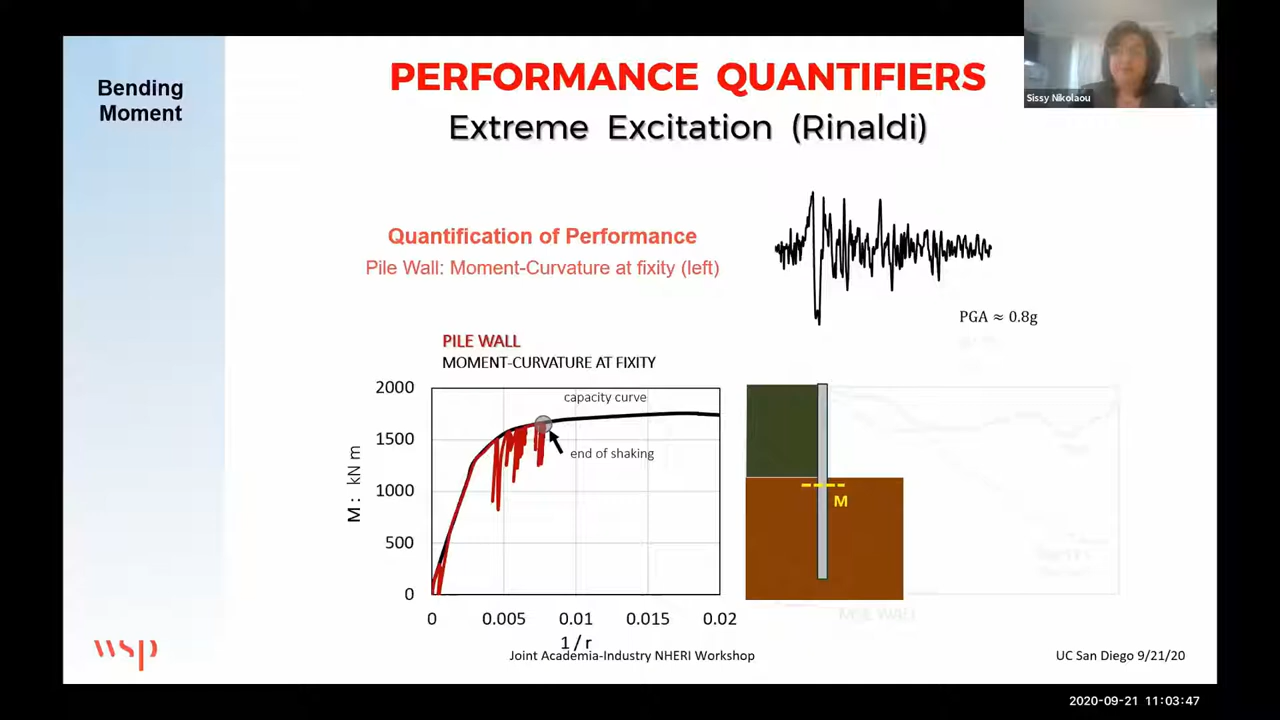 Bending
Moment
PERFORMANCE QUANTIFIERS
Extreme Excitation (Rinaldi)
Sissy Nikolaou
Quantification of Performance
Pile Wall: Moment-Curvature at fixity (left)
PGA ≈ 0.8g
PILE WALL
MOMENT-CURVATURE AT FIXITY
2000
1500
1000
500
0
M : kN m
capacity curve
end of shaking
0
0.005
0.01
0.015
0.02
1 / r
M
wsp
Joint Academia-Industry NHERI Workshop
UC San Diego 9/21/20
2020-09-21 11:03:47